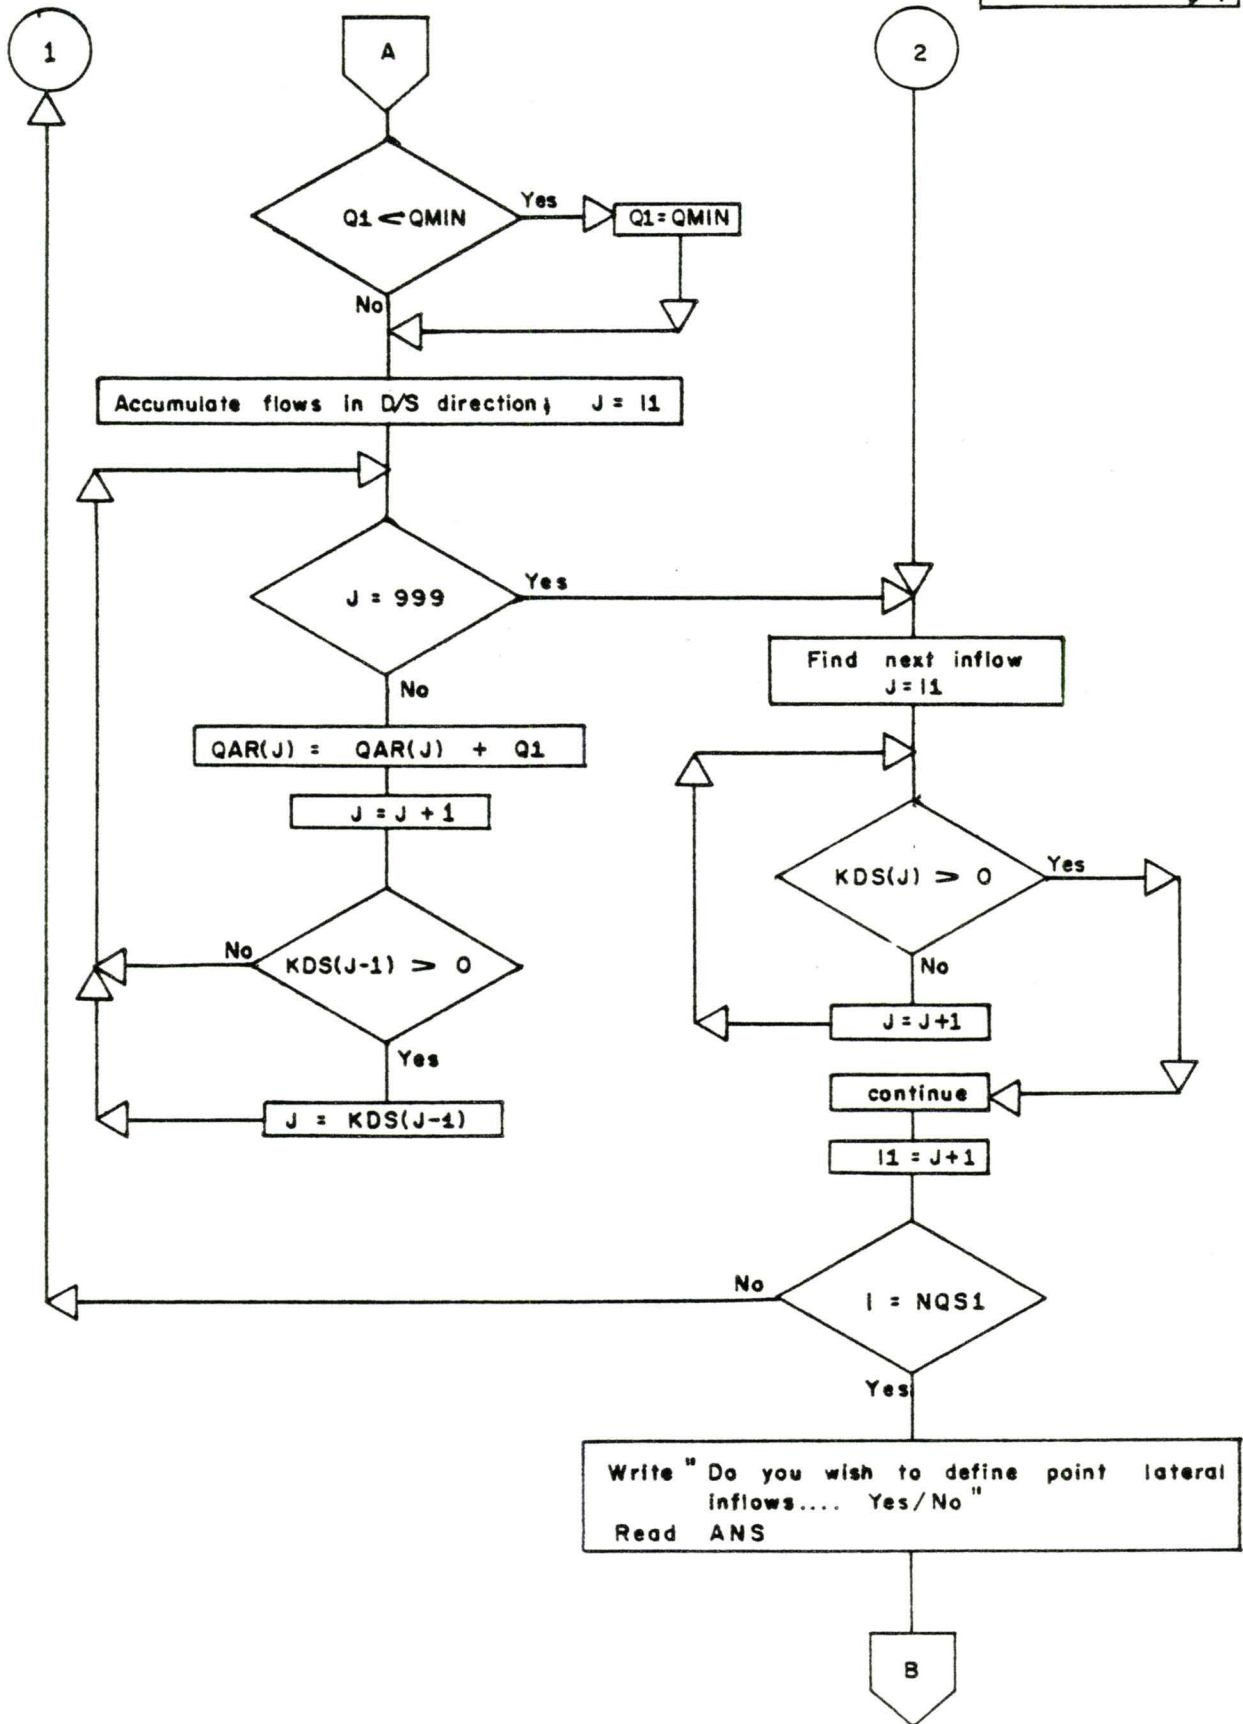 1
A
2
Q1 < QMIN
Yes
Q1 = QMIN
No
Accumulate flows in D/S direction; J = I1
J = 999
Yes
No
Find next inflow
J = I1
QAR(J) = QAR(J) + Q1
J = J + 1
KDS(J) > 0
Yes
No
KDS(J-1) > 0
No
Yes
J = J+1
J = KDS(J-1)
continue
I1 = J+1
No
I = NQS1
Yes
Write "Do you wish to define point lateral
inflows.... Yes/No"
Read ANS
B